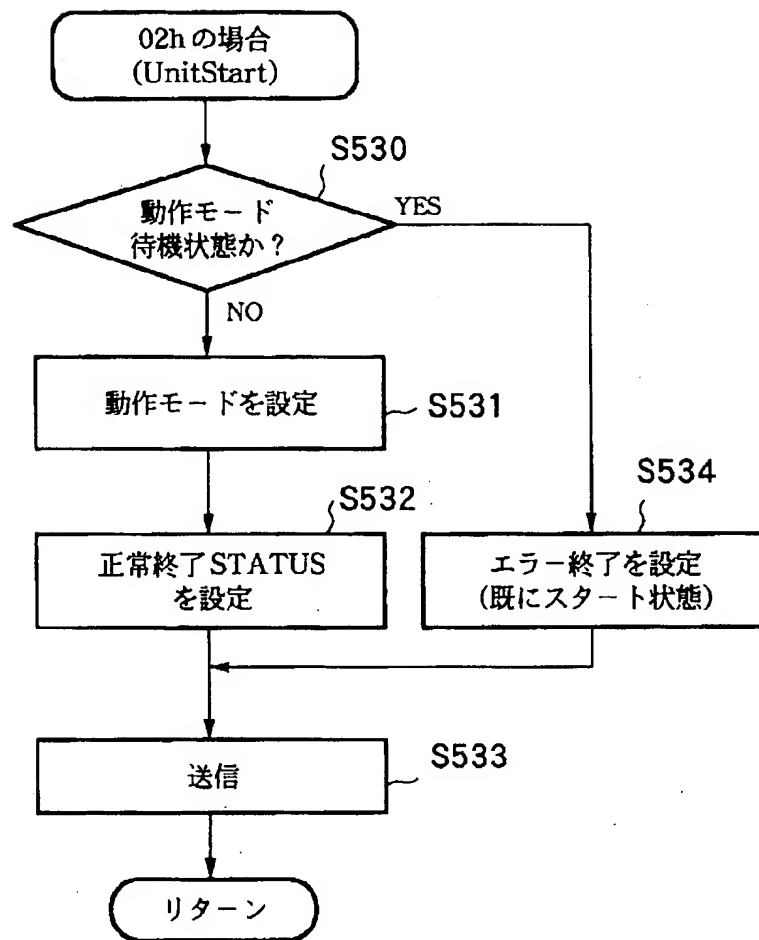 02hの場合
(UnitStart)
S530
動作モード
待機状態か?
YES
NO
動作モードを設定
S531
S532
S534
正常終了STATUS
を設定
エラー終了を設定
(既にスタート状態)
送信
S533
リターン